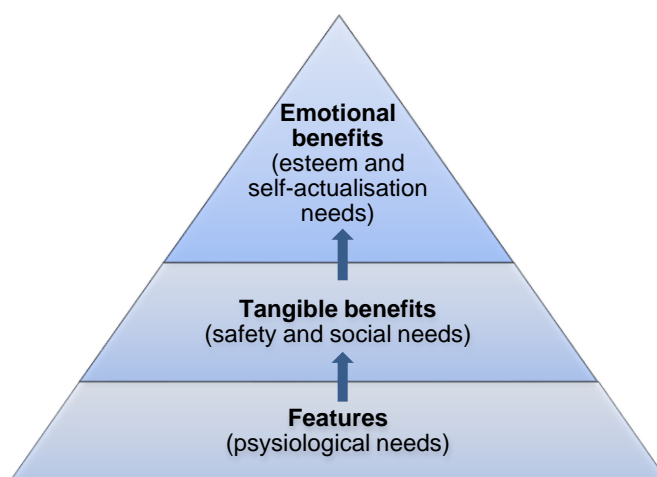 Emotional
benefits
(esteem and
self-actualisation
needs)
Tangible benefits
(safety and social needs)
Features
(psysiological needs)